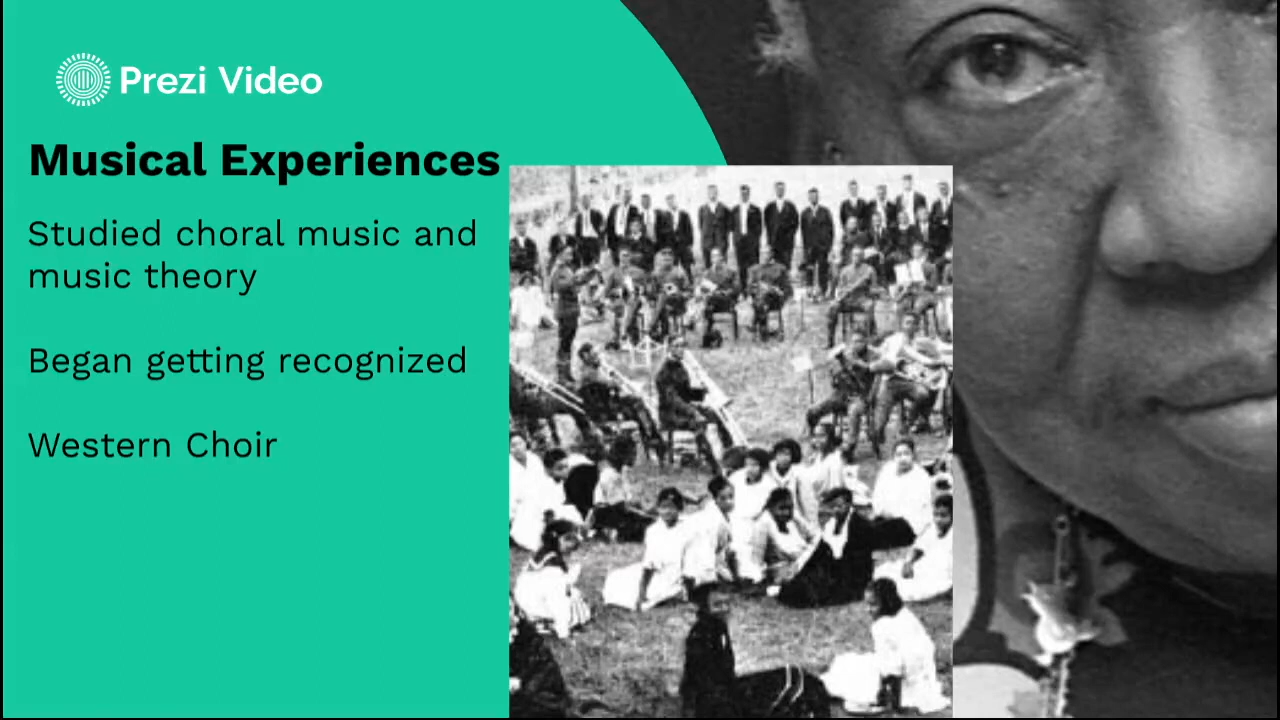 Prezi Video
Musical Experiences
Studied choral music and
music theory
Began getting recognized
Western Choir